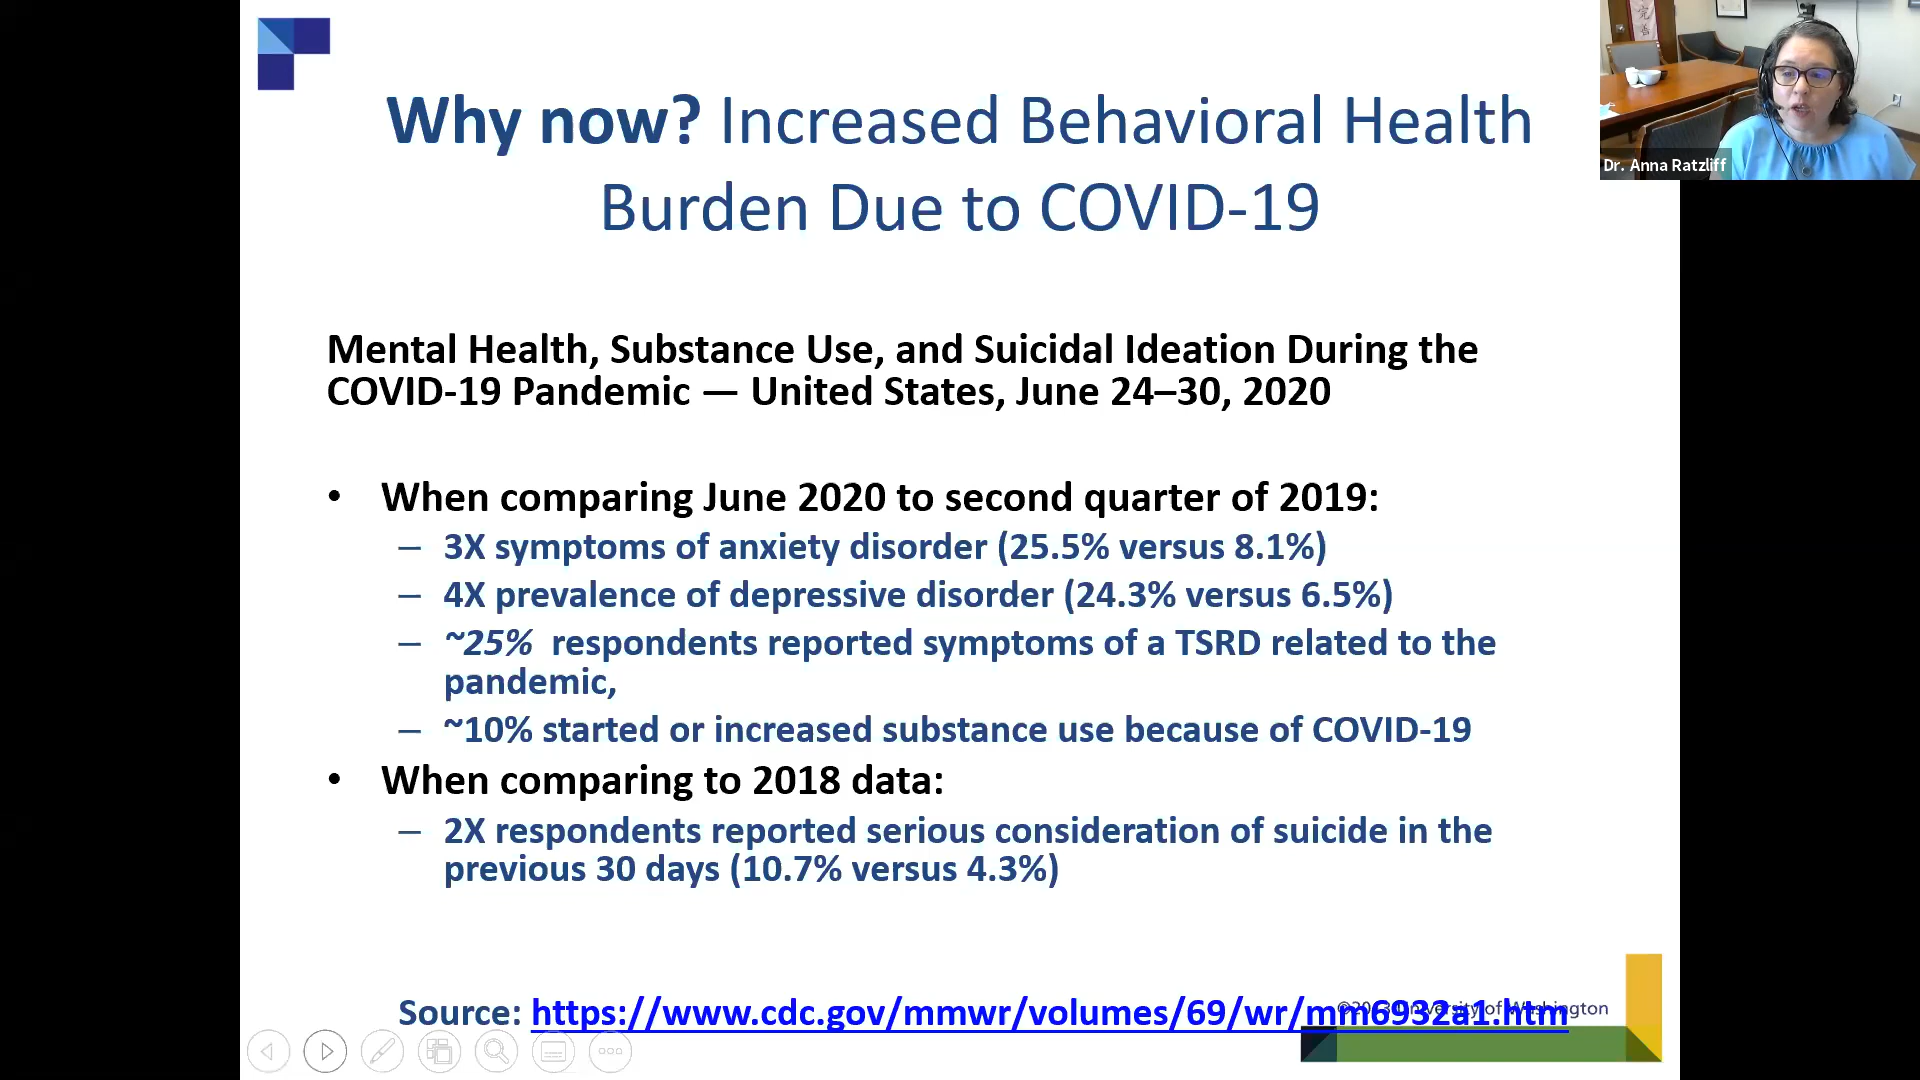 Why now? Increased Behavioral Health
Burden Due to COVID-19
Dr. Anna Ratzliff
Mental Health, Substance Use, and Suicidal Ideation During the
COVID-19 Pandemic — United States, June 24–30, 2020
• When comparing June 2020 to second quarter of 2019:
– 3X symptoms of anxiety disorder (25.5% versus 8.1%)
– 4X prevalence of depressive disorder (24.3% versus 6.5%)
– ~25% respondents reported symptoms of a TSRD related to the
pandemic,
– ~10% started or increased substance use because of COVID-19
• When comparing to 2018 data:
– 2X respondents reported serious consideration of suicide in the
previous 30 days (10.7% versus 4.3%)
Source: https://www.cdc.gov/mmwr/volumes/69/wr/mm6932a1.htm
University of Washington